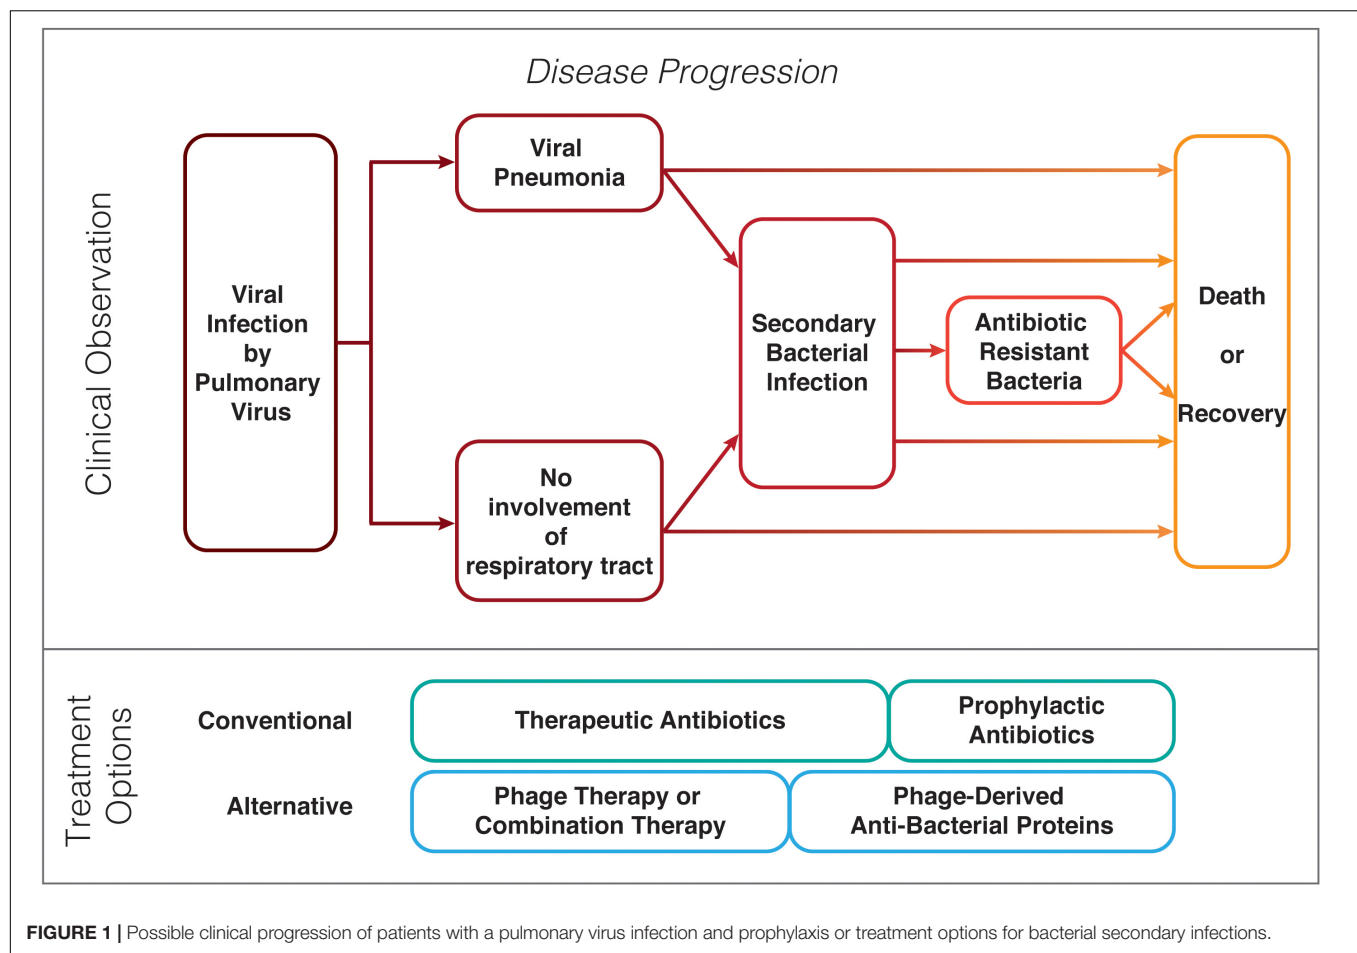 Disease Progression
Clinical Observation
Viral
Infection
by
Pulmonary
Virus
Viral
Pneumonia
No
involvement
of
respiratory tract
Secondary
Bacterial
Infection
Antibiotic
Resistant
Bacteria
Death
or
Recovery
Treatment
Options
Conventional
Therapeutic Antibiotics
Prophylactic
Antibiotics
Alternative
Phage Therapy or
Combination Therapy
Phage-Derived
Anti-Bacterial Proteins
FIGURE 1 | Possible clinical progression of patients with a pulmonary virus infection and prophylaxis or treatment options for bacterial secondary infections.